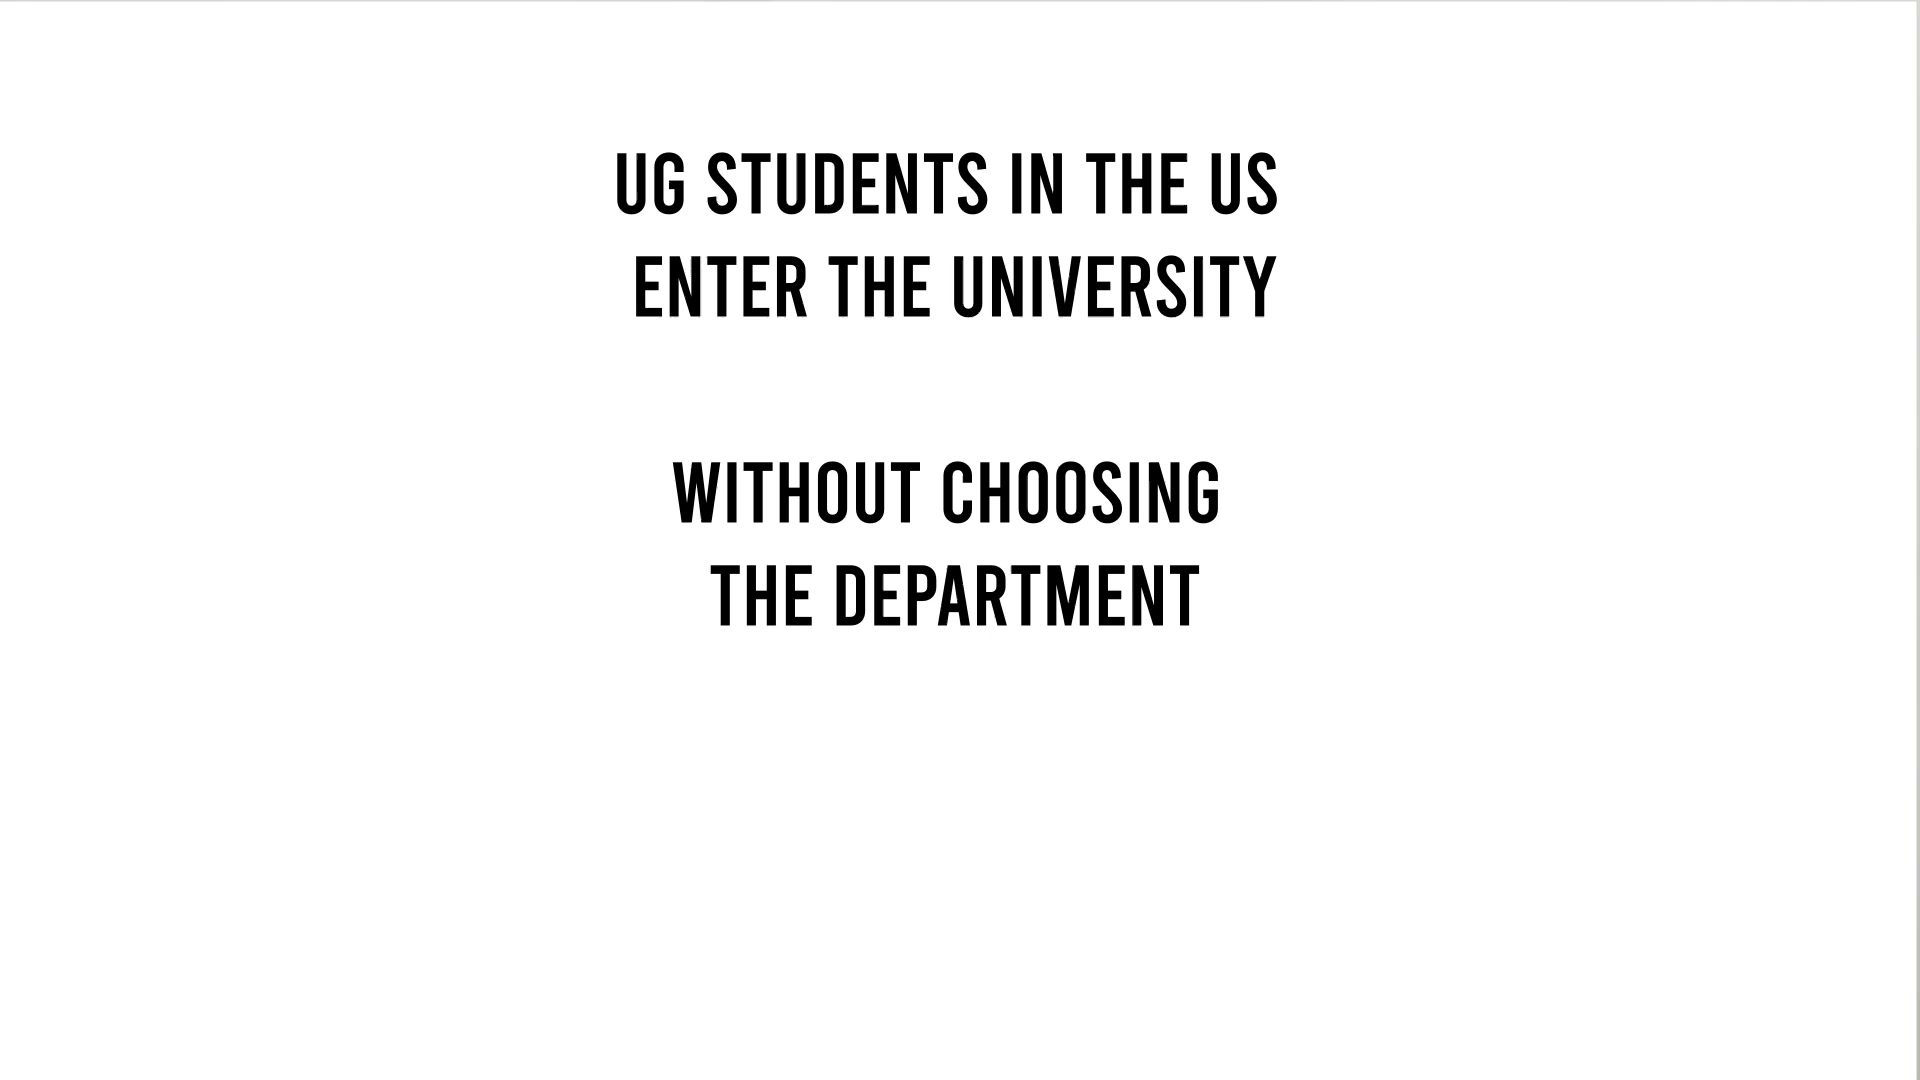 UG STUDENTS IN THE US
ENTER THE UNIVERSITY
WITHOUT CHOOSING
THE DEPARTMENT